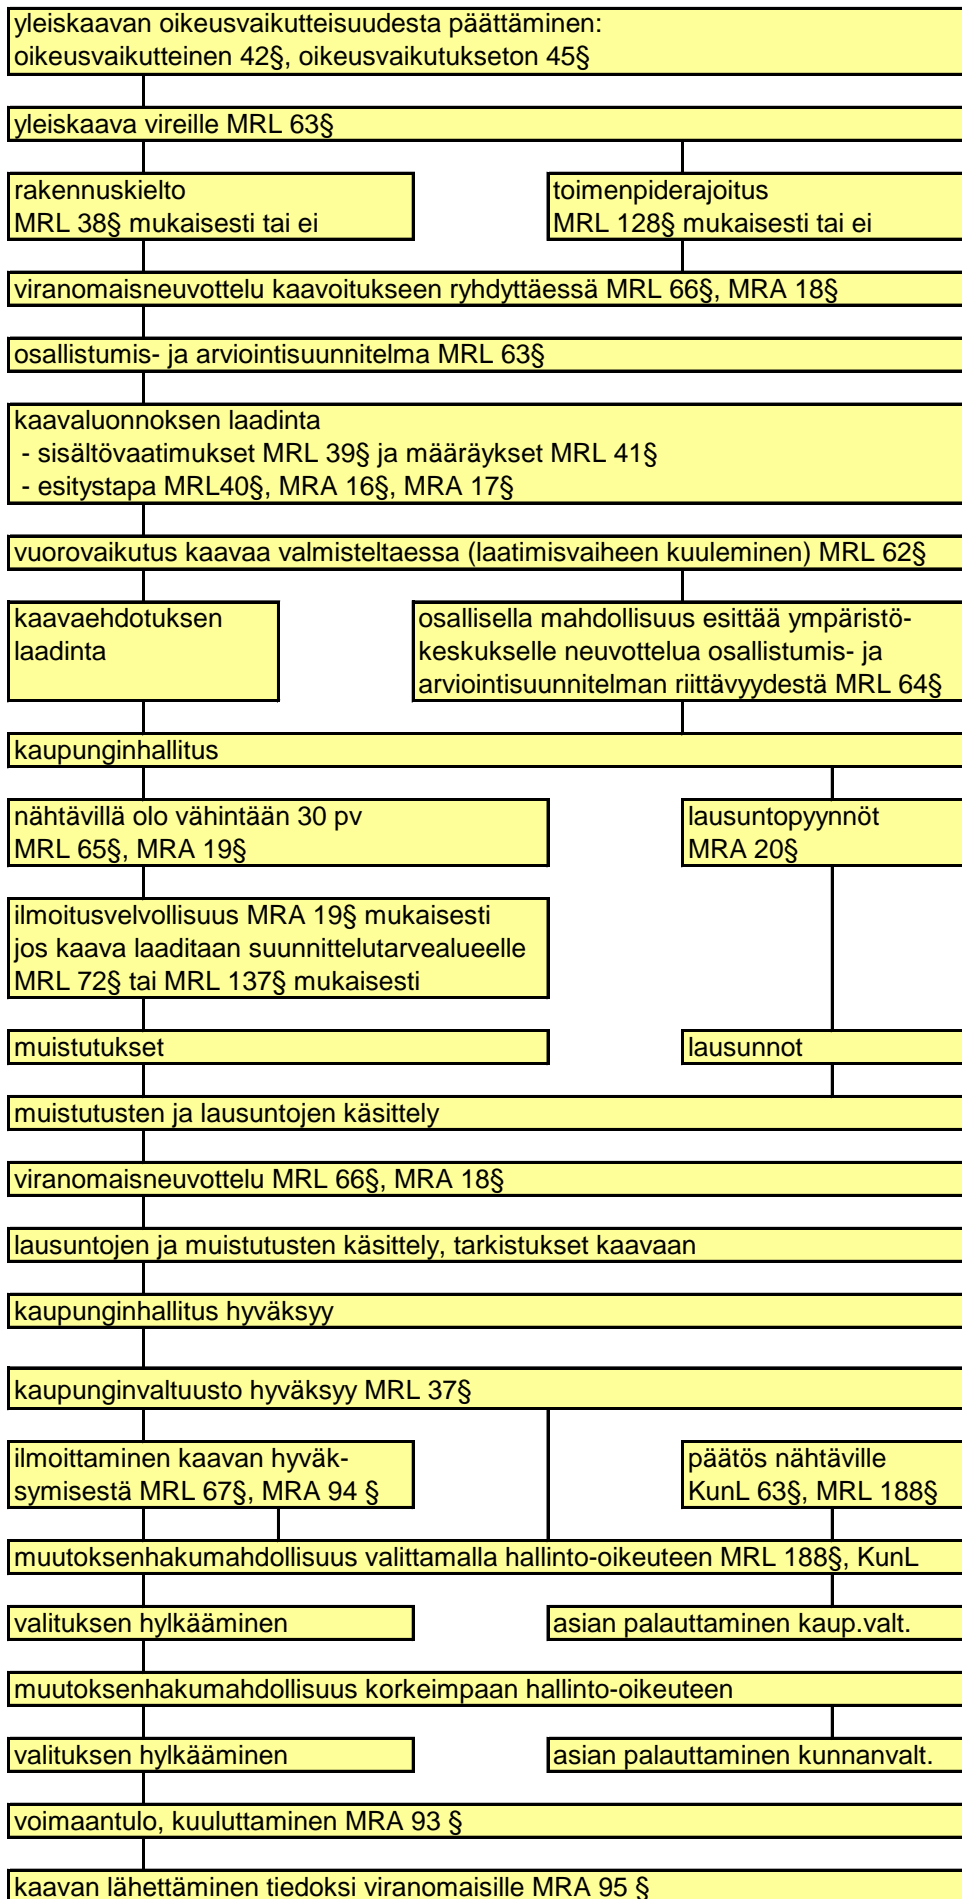 yleiskaavan oikeusvaikutteisuudesta päättäminen:
oikeusvaikutteinen 42§, oikeusvaikutukseton 45§
yleiskaava vireille MRL 63§
rakennuskielto
MRL 38§ mukaisesti tai ei
toimenpiderajoitus
MRL 128§ mukaisesti tai ei
viranomaisneuvottelu kaavoitukseen ryhdyttäessä MRL 66§, MRA 18§
osallistumis- ja arviointisuunnitelma MRL 63§
kaavaluonnoksen laadinta
- sisältövaatimukset MRL 39§ ja määräykset MRL 41§
- esitystapa MRL40§, MRA 16§, MRA 17§
vuorovaikutus kaavaa valmisteltaessa (laatimisvaiheen kuuleminen) MRL 62§
kaavaehdotuksen
laadinta
osallisella mahdollisuus esittää ympäristö-
keskukselle neuvottelua osallistumis- ja
arviointisuunnitelman riittävyydestä MRL 64§
kaupunginhallitus
nähtävillä olo vähintään 30 pv
MRL 65§, MRA 19§
lausuntopyynnöt
MRA 20§
ilmoitusvelvollisuus MRA 19§ mukaisesti
jos kaava laaditaan suunnittelutarvealueelle
MRL 72§ tai MRL 137§ mukaisesti
muistutukset
lausunnot
muistutusten ja lausuntojen käsittely
viranomaisneuvottelu MRL 66§, MRA 18§
lausuntojen ja muistutusten käsittely, tarkistukset kaavaan
kaupunginhallitus hyväksyy
kaupunginvaltuusto hyväksyy MRL 37§
ilmoittaminen kaavan hyväk-
symisestä MRL 67§, MRA 94 §
päätös nähtäville
KunL 63§, MRL 188§
muutoksenhakumahdollisuus valittamalla hallinto-oikeuteen MRL 188§, KunL
valituksen hylkääminen
asian palauttaminen kaup.valt.
muutoksenhakumahdollisuus korkeimpaan hallinto-oikeuteen
valituksen hylkääminen
asian palauttaminen kunnanvalt.
voimaantulo, kuuluttaminen MRA 93 §
kaavan lähettäminen tiedoksi viranomaisille MRA 95 §